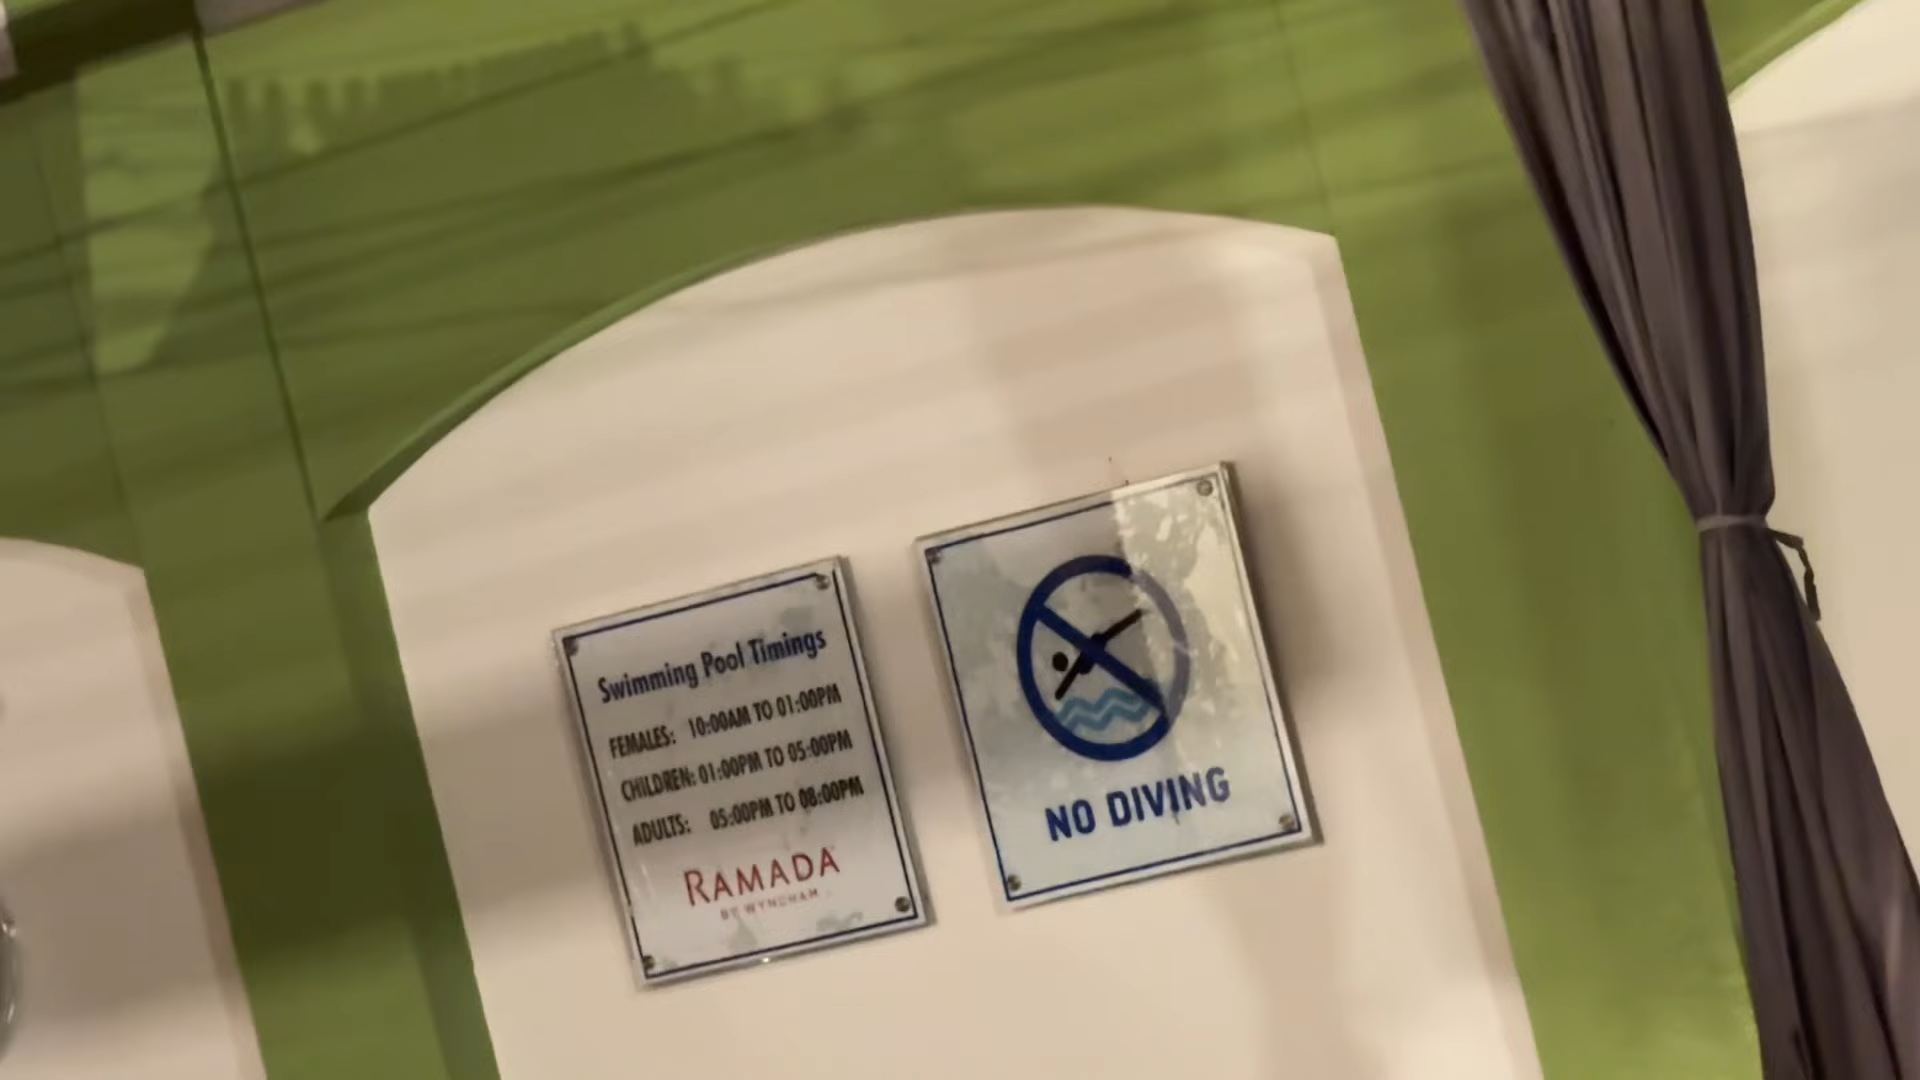 Swimming Pool Timings
FEMALES: 10:00AM TO 01:00PM
CHILDREN: 01:00PM TO 05:00PM
ADULTS: 05:00PM TO 08:00PM
RAMADA
BY WYNDHAM
NO DIVING